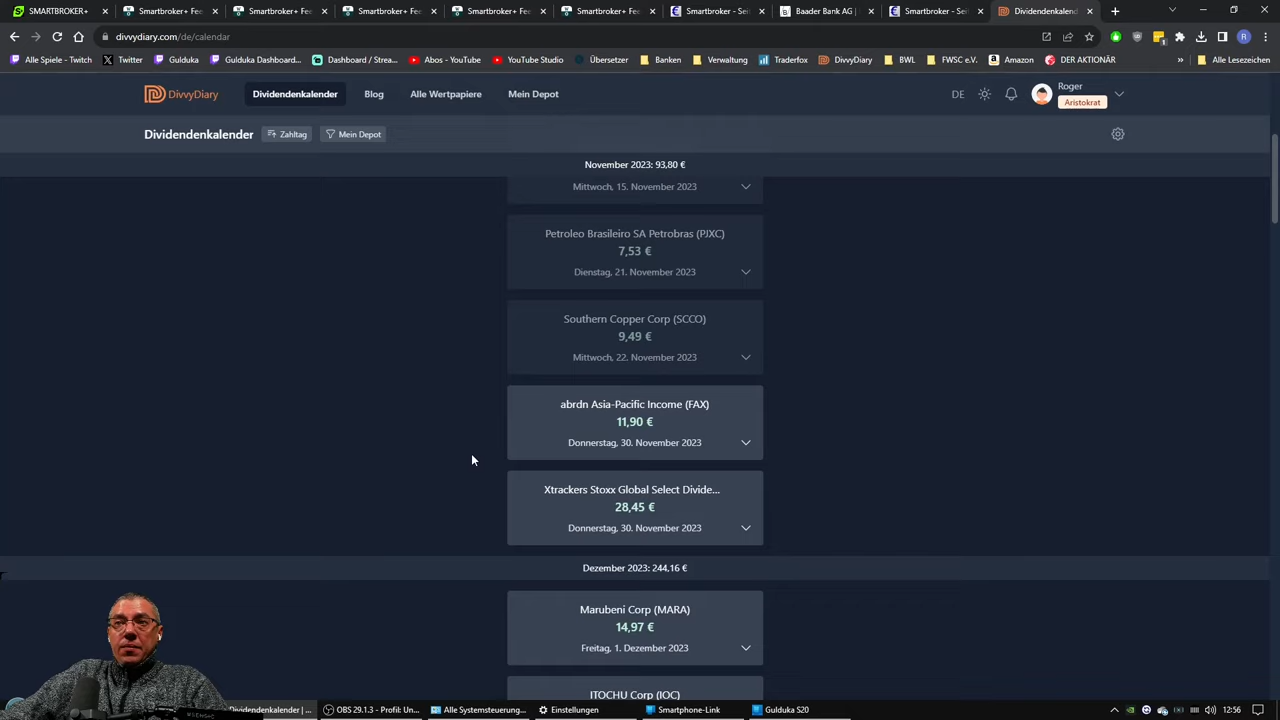 SMARTBROKER+
Smartbroker+ Fee
Smartbroker+ Fee
Smartbroker+ Fee
Smartbroker+ Fee
Smartbroker+ Fee
Smartbroker - Sei
Baader Bank AG |
Smartbroker - Sei
Dividendenkalend
divvydiary.com/de/calendar
Alle Spiele - Twitch
Twitter
Gulduka
Gulduka Dashboard...
Dashboard / Strea...
Abos - YouTube
YouTube Studio
Übersetzer
Banken
Verwaltung
Traderfox
DivvyDiary
BWL
FWSC e.V.
Amazon
DER AKTIONÄR
»
Alle Lesezeichen
DivvyDiary
Dividendenkalender
Blog
Alle Wertpapiere
Mein Depot
DE
Roger
Aristokrat
Dividendenkalender
Zahltag
Mein Depot
November 2023: 93,80 €
Mittwoch, 15. November 2023
Petroleo Brasileiro SA Petrobras (PJXC)
7,53 €
Dienstag, 21. November 2023
Southern Copper Corp (SCCO)
9,49 €
Mittwoch, 22. November 2023
abrdn Asia-Pacific Income (FAX)
11,90 €
Donnerstag, 30. November 2023
Xtrackers Stoxx Global Select Divide...
28,45 €
Donnerstag, 30. November 2023
Dezember 2023: 244,16 €
Marubeni Corp (MARA)
14,97 €
Freitag, 1. Dezember 2023
ITOCHU Corp (IOC)
Dividendenkalender | ...
OBS 29.1.3 - Profil: Un...
Alle Systemsteuerung...
Einstellungen
Smartphone-Link
Gulduka S20
12:56